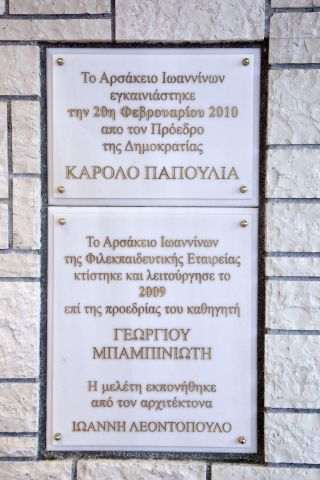 Το Αρσάκειο Ιωαννίνων
εγκαινιάστηκε
την 20η Φεβρουαρίου 2010
απο τον Πρόεδρο
της Δημοκρατίας
ΚΑΡΟΛΟ ΠΑΠΟΥΛΙΑ
Το Αρσάκειο Ιωαννίνων
της Φιλεκπαιδευτικής Εταιρείας
κτίστηκε και λειτούργησε το
2009
επί της προεδρίας του καθηγητή
ΓΕΩΡΓΙΟΥ
ΜΠΑΜΠΙΝΙΩΤΗ
Η μελέτη εκπονήθηκε
από τον αρχιτέκτονα
ΙΩΑΝΝΗ ΛΕΟΝΤΟΠΟΥΛΟ